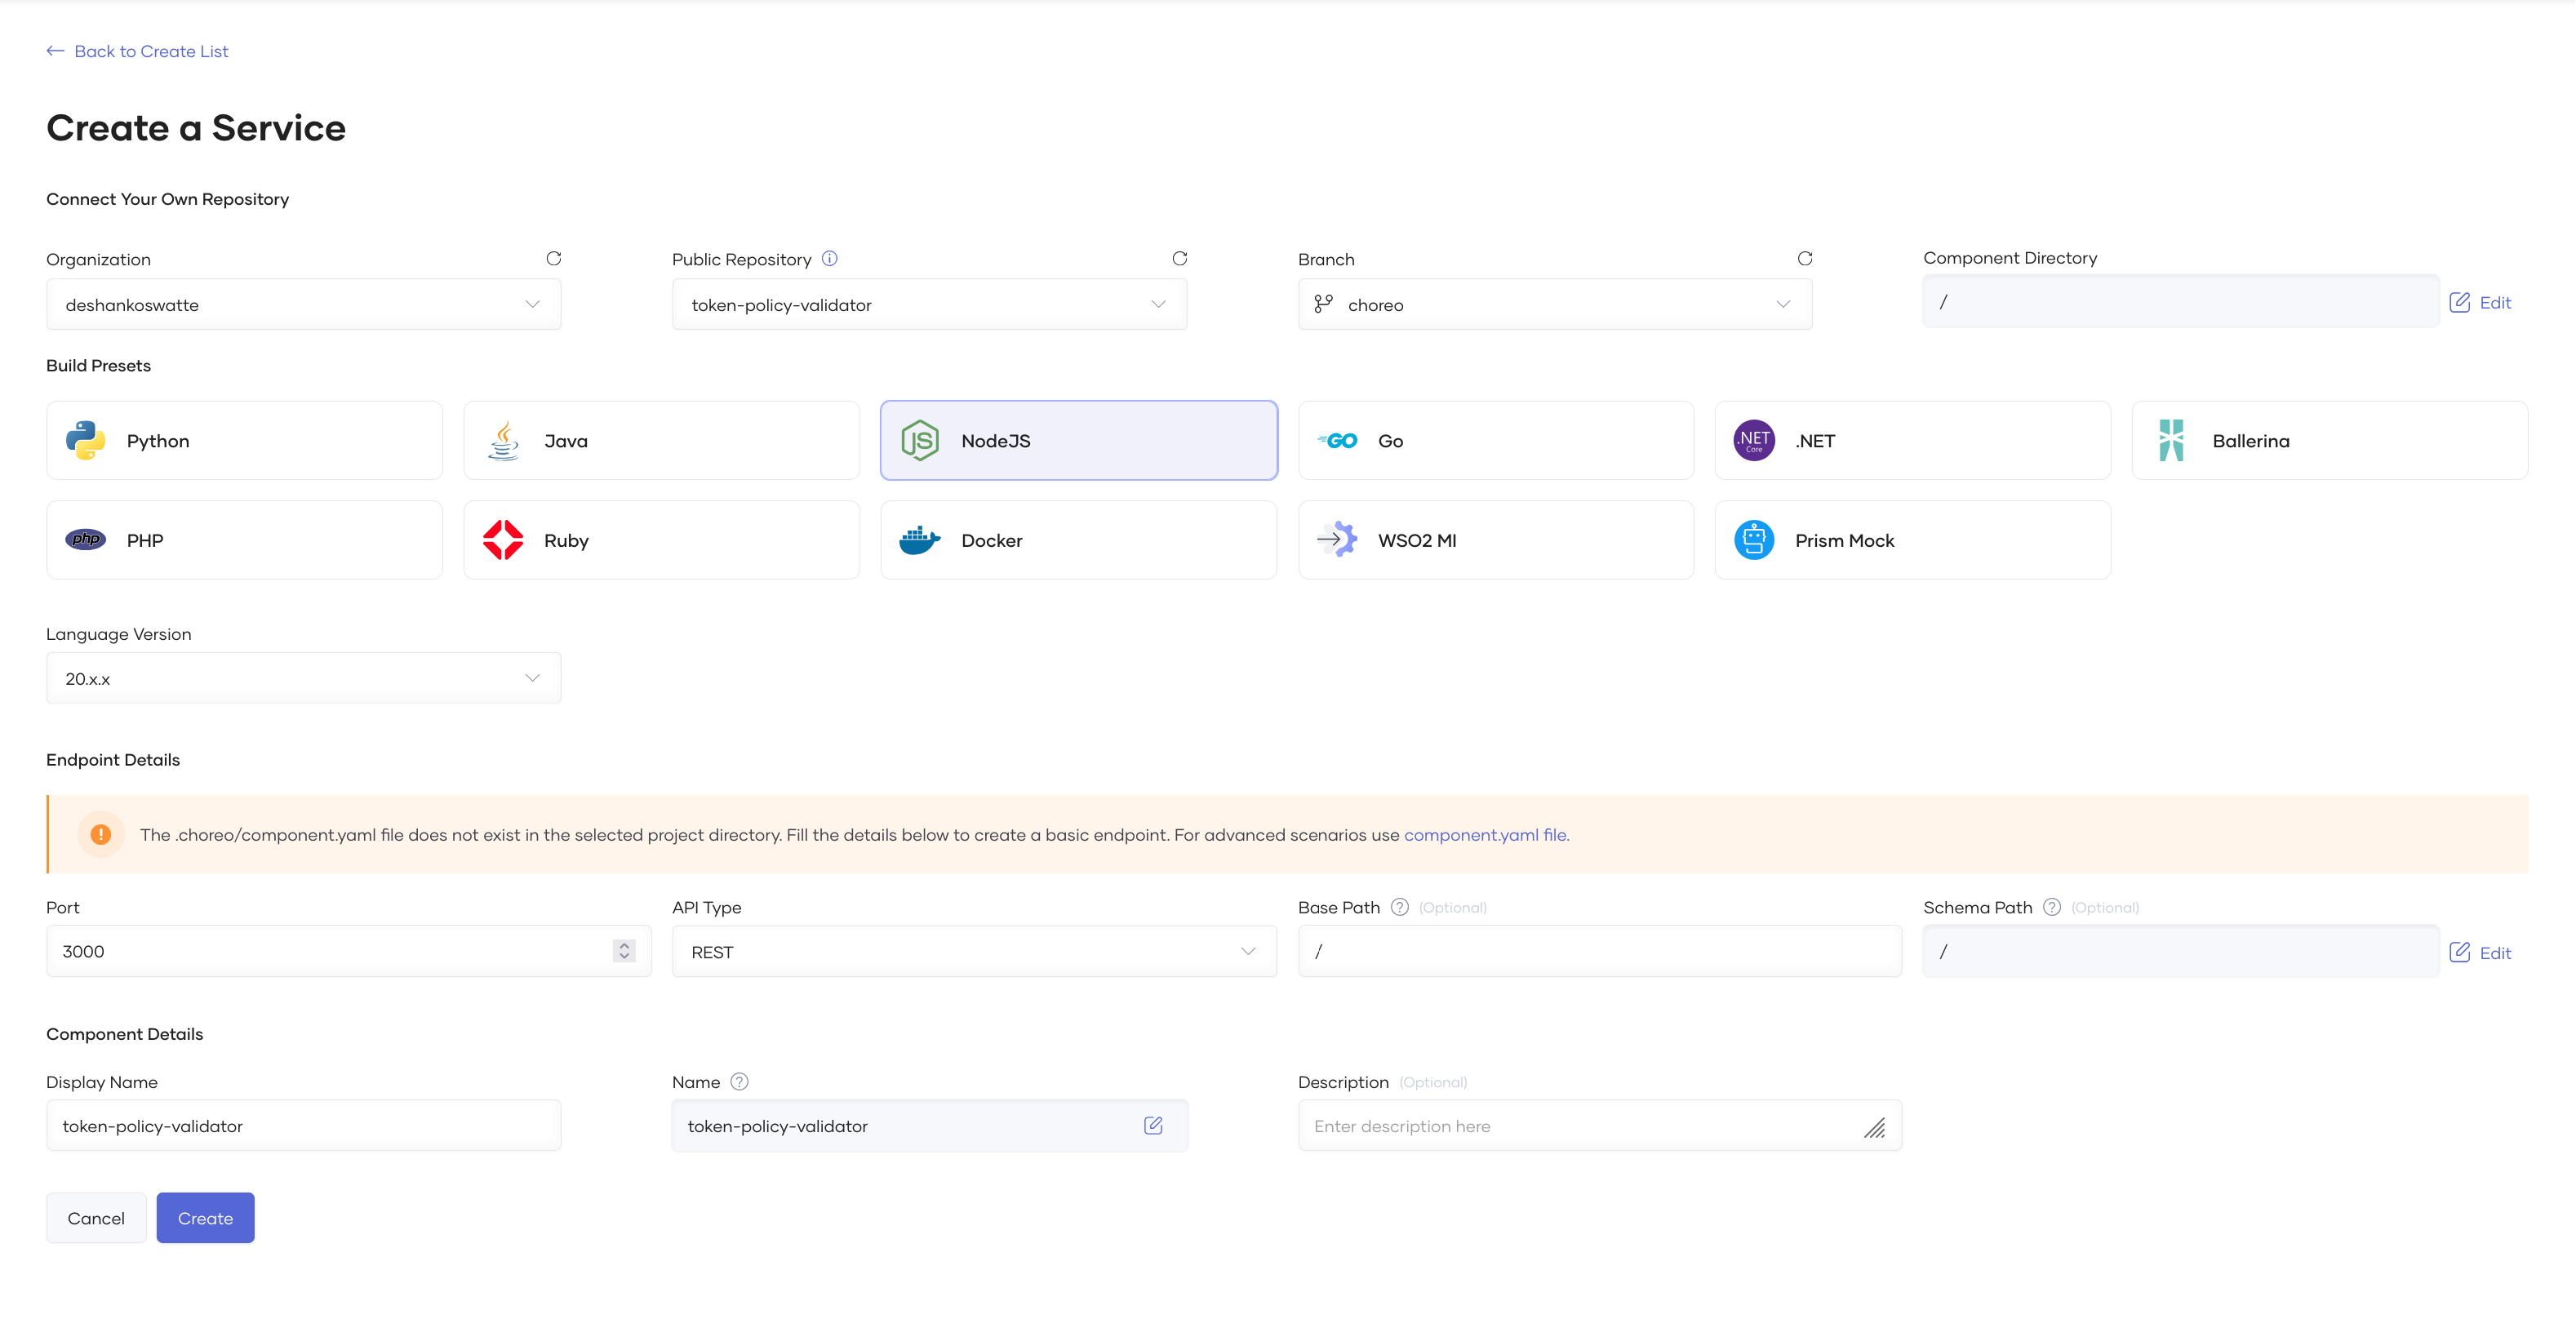 Back to Create List
Create a Service
Connect Your Own Repository
Organization
Public Repository
Branch
Component Directory
deshankoswatte
token-policy-validator
choreo
/
Edit
Build Presets
Python
Java
JS
NodeJS
GO
Go
.NET
Core
.NET
Ballerina
php
PHP
Ruby
Docker
WSO2 MI
Prism Mock
Language Version
20.x.x
Endpoint Details
The .choreo/component.yaml file does not exist in the selected project directory. Fill the details below to create a basic endpoint. For advanced scenarios use component.yaml file.
Port
API Type
Base Path (Optional)
Schema Path (Optional)
3000
REST
/
/
Edit
Component Details
Display Name
Name
Description (Optional)
token-policy-validator
token-policy-validator
Enter description here
Cancel
Create